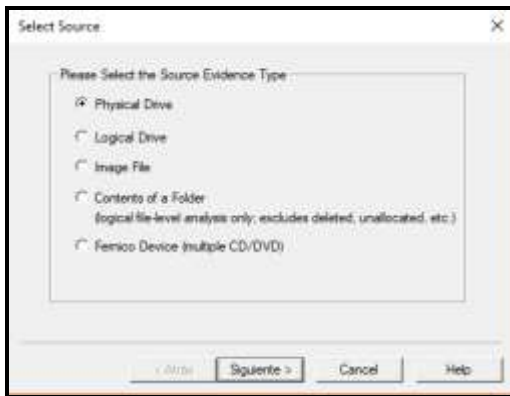 Select Source
Please Select the Source Evidence Type
Physical Drive
Logical Drive
Image File
Contents of a Folder
(logical file-level analysis only; excludes deleted, unallocated, etc.)
Fernico Device (multiple CD/DVD)
< Atrás Siguiente > Cancel Help